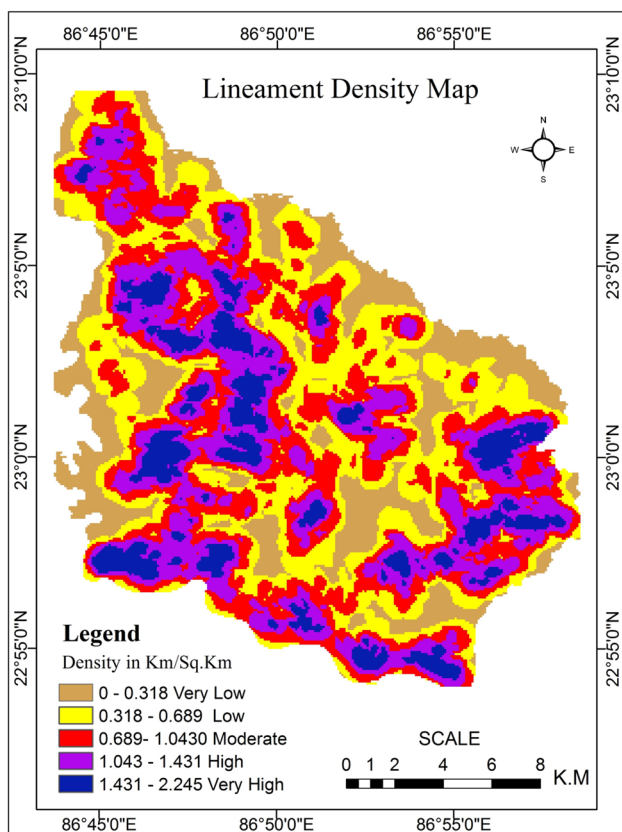 86°45'0"E 86°50'0"E 86°55'0"E
Lineament Density Map
N
W E
S
23°10'0"N 23°10'0"N
23°5'0"N 23°5'0"N
23°0'0"N 23°0'0"N
22°55'0"N 22°55'0"N
Legend
Density in Km/Sq.Km
0 - 0.318 Very Low
0.318 - 0.689 Low
0.689- 1.0430 Moderate
1.043 - 1.431 High
1.431 - 2.245 Very High
SCALE
0 1 2 4 6 8
K.M
86°45'0"E 86°50'0"E 86°55'0"E